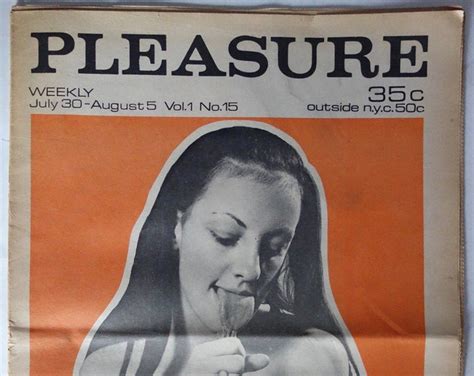 PLEASURE
WEEKLY 35c
July 30-August 5 Vol.1 No.15 outside n.y.c. 50c